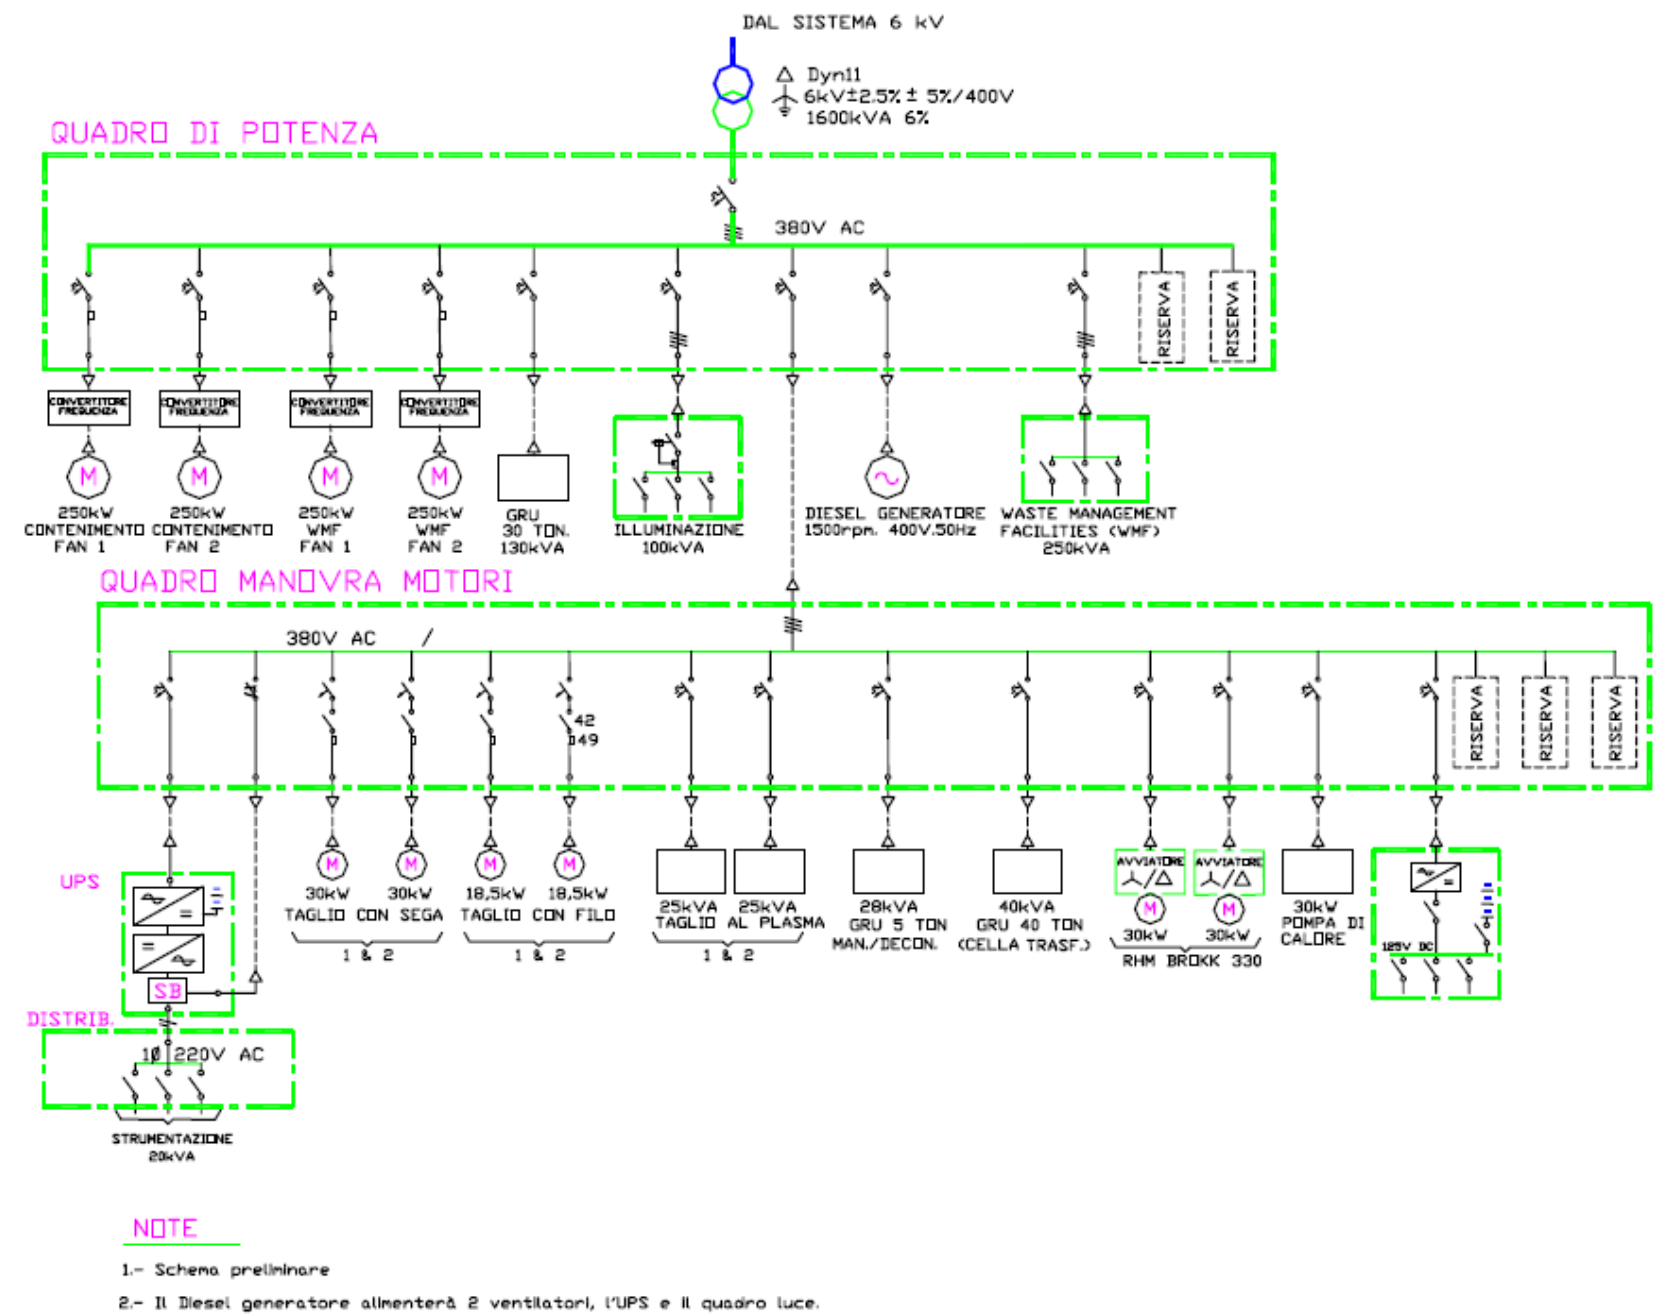 DAL SISTEMA 6 kV
Dyn11
6kV±2.5% ± 5%/400V
1600kVA 6%
QUADRO DI POTENZA
380V AC
RISERVA
RISERVA
CONVERTITORE
FREQUENZA
CONVERTITORE
FREQUENZA
CONVERTITORE
FREQUENZA
CONVERTITORE
FREQUENZA
M
M
M
M
250kW
CONTENIMENTO
FAN 1
250kW
CONTENIMENTO
FAN 2
250kW
WMF
FAN 1
250kW
WMF
FAN 2
GRU
30 TON.
130kVA
ILLUMINAZIONE
100kVA
DIESEL GENERATORE
1500rpm. 400V.50Hz
WASTE MANAGEMENT
FACILITIES (WMF)
250kVA
QUADRO MANOVRA MOTORI
380V AC /
42
49
RISERVA
RISERVA
RISERVA
UPS
SB
DISTRIB.
1ø 220V AC
STRUMENTAZIONE
20kVA
M
M
M
M
30kW
30kW
TAGLIO CON SEGA
1 & 2
18,5kW
18,5kW
TAGLIO CON FILO
1 & 2
25kVA
25kVA
TAGLIO AL PLASMA
1 & 2
28kVA
GRU 5 TON
MAN./DECON.
40kVA
GRU 40 TON
(CELLA TRASF.)
AVVIATORE
AVVIATORE
M
M
30kW
30kW
RHM BROKK 330
30kW
POMPA DI
CALORE
125V DC
NOTE
1.- Schema preliminare
2.- Il Diesel generatore alimenterà 2 ventilatori, l'UPS e il quadro luce.